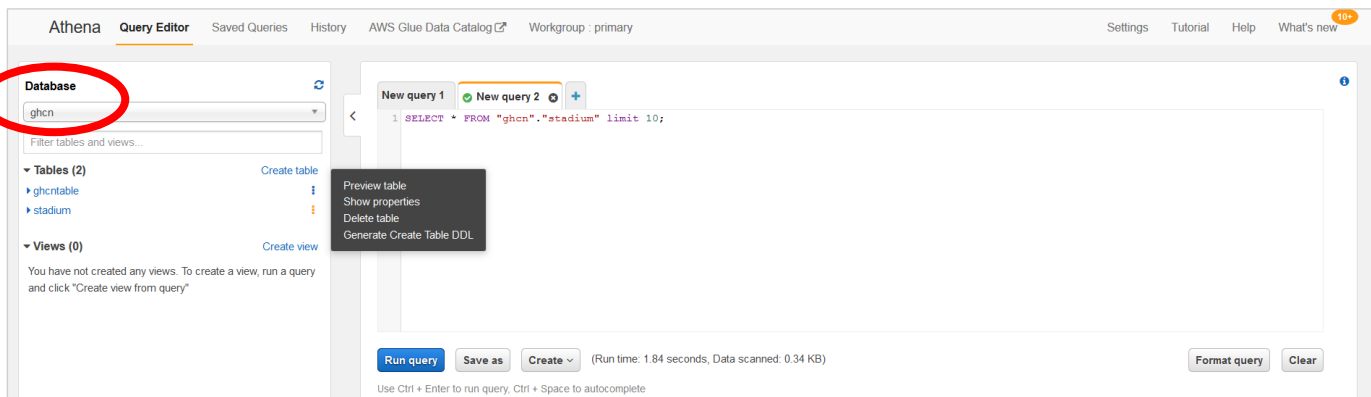 Athena Query Editor Saved Queries History AWS Glue Data Catalog Workgroup : primary Settings Tutorial Help What's new 10+
Database
ghcn
Filter tables and views...
Tables (2) Create table
ghcntable
stadium
Views (0) Create view
You have not created any views. To create a view, run a query
and click "Create view from query"
Preview table
Show properties
Delete table
Generate Create Table DDL
New query 1 New query 2 +
1 SELECT * FROM "ghcn"."stadium" limit 10;
Run query Save as Create (Run time: 1.84 seconds, Data scanned: 0.34 KB) Format query Clear
Use Ctrl + Enter to run query, Ctrl + Space to autocomplete